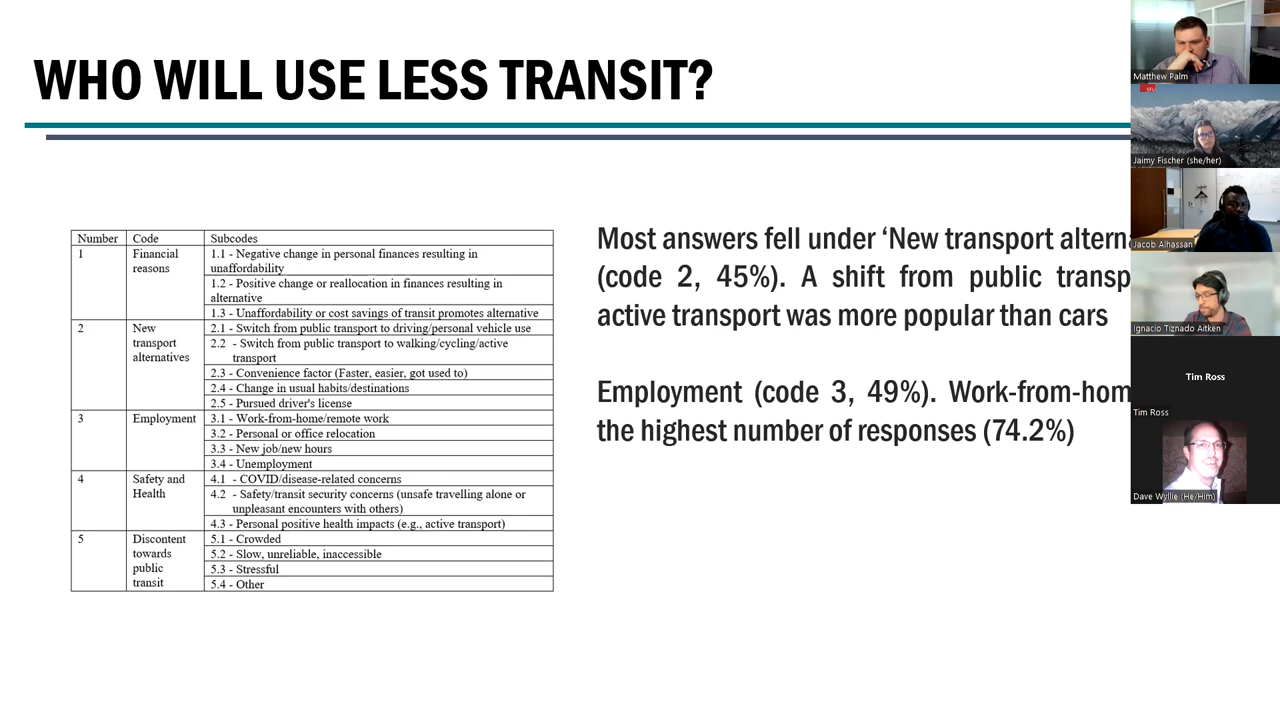 WHO WILL USE LESS TRANSIT?
Number Code Subcodes
1 Financial reasons 1.1 - Negative change in personal finances resulting in
unaffordability
1.2 - Positive change or reallocation in finances resulting in
alternative
1.3 - Unaffordability or cost savings of transit promotes alternative
2 New transport alternatives 2.1 - Switch from public transport to driving/personal vehicle use
2.2 - Switch from public transport to walking/cycling/active
transport
2.3 - Convenience factor (Faster, easier, got used to)
2.4 - Change in usual habits/destinations
2.5 - Pursued driver's license
3 Employment 3.1 - Work-from-home/remote work
3.2 - Personal or office relocation
3.3 - New job/new hours
3.4 - Unemployment
4 Safety and Health 4.1 - COVID/disease-related concerns
4.2 - Safety/transit security concerns (unsafe travelling alone or
unpleasant encounters with others)
4.3 - Personal positive health impacts (e.g., active transport)
5 Discontent towards public transit 5.1 - Crowded
5.2 - Slow, unreliable, inaccessible
5.3 - Stressful
5.4 - Other
Most answers fell under ‘New transport altern
(code 2, 45%). A shift from public transp
active transport was more popular than cars
Employment (code 3, 49%). Work-from-hom
the highest number of responses (74.2%)
Matthew Palm
SFU
Jaimy Fischer (she/her)
Jacob Alhassan
Ignacio Tiznado Aitken
Tim Ross
Tim Ross
Dave Wyllie (He/Him)